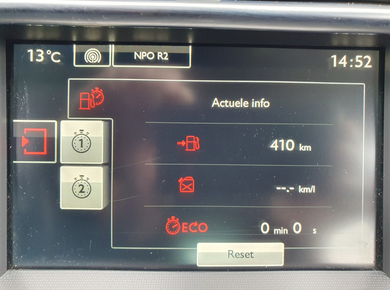 13°C NPO R2 14:52
Actuele info
1
410 km
2
--.- km/l
ECO 0 min 0 s
Reset